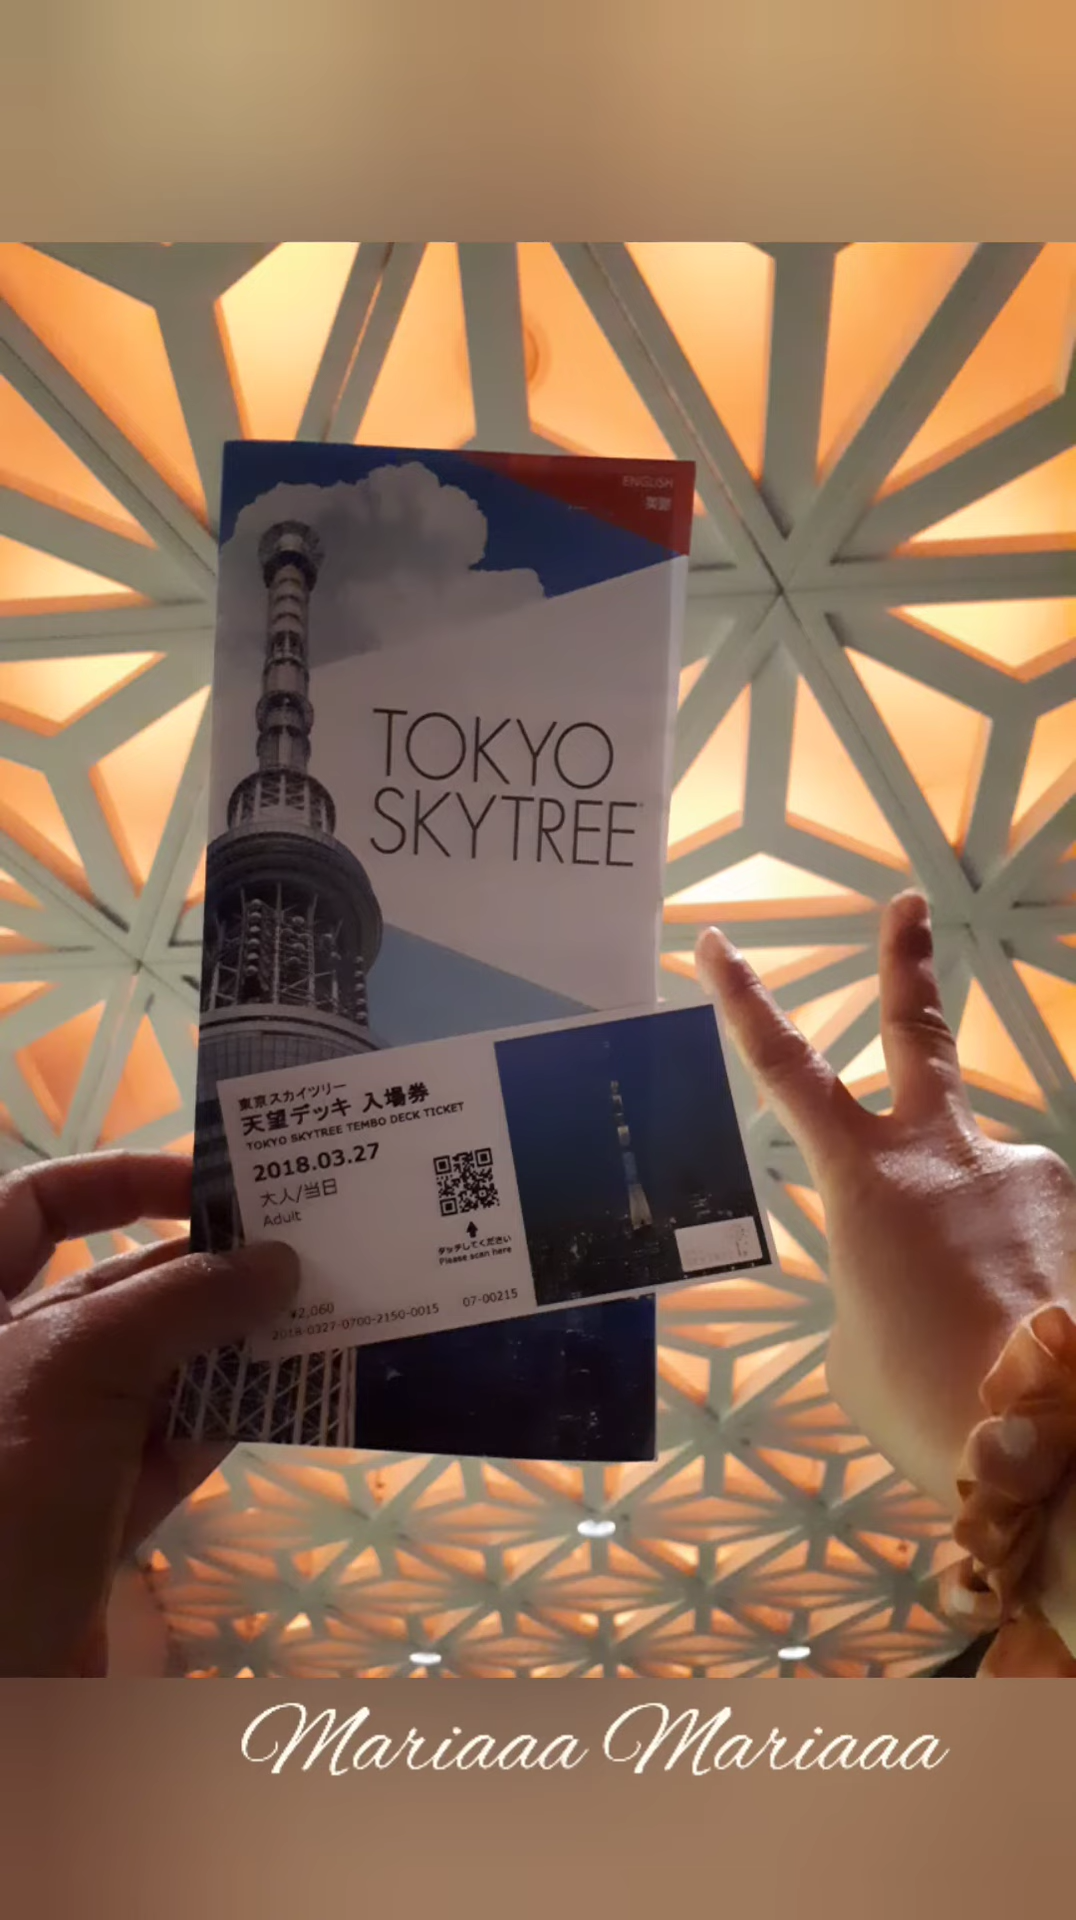 ENGLISH
英語
TOKYO
SKYTREE
東京スカイツリー
天望デッキ 入場券
TOKYO SKYTREE TEMBO DECK TICKET
2018.03.27
大人/当日
Adult
タッチしてください
Please scan here
¥2,060
2018-0327-0700-2150-0015 07-00215
Mariaaa Mariaaa